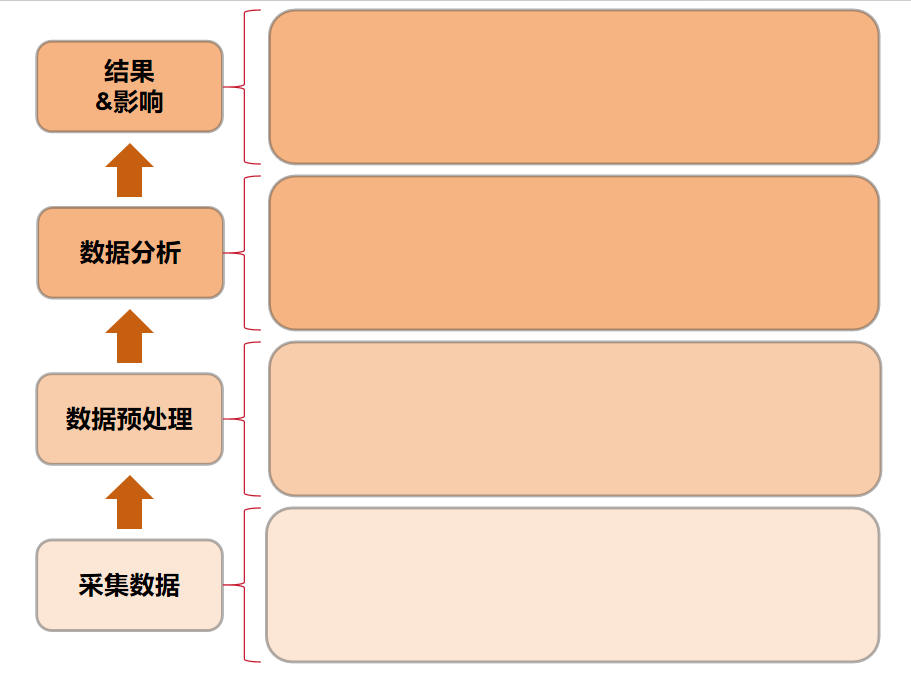 结果
&影响
数据分析
数据预处理
采集数据